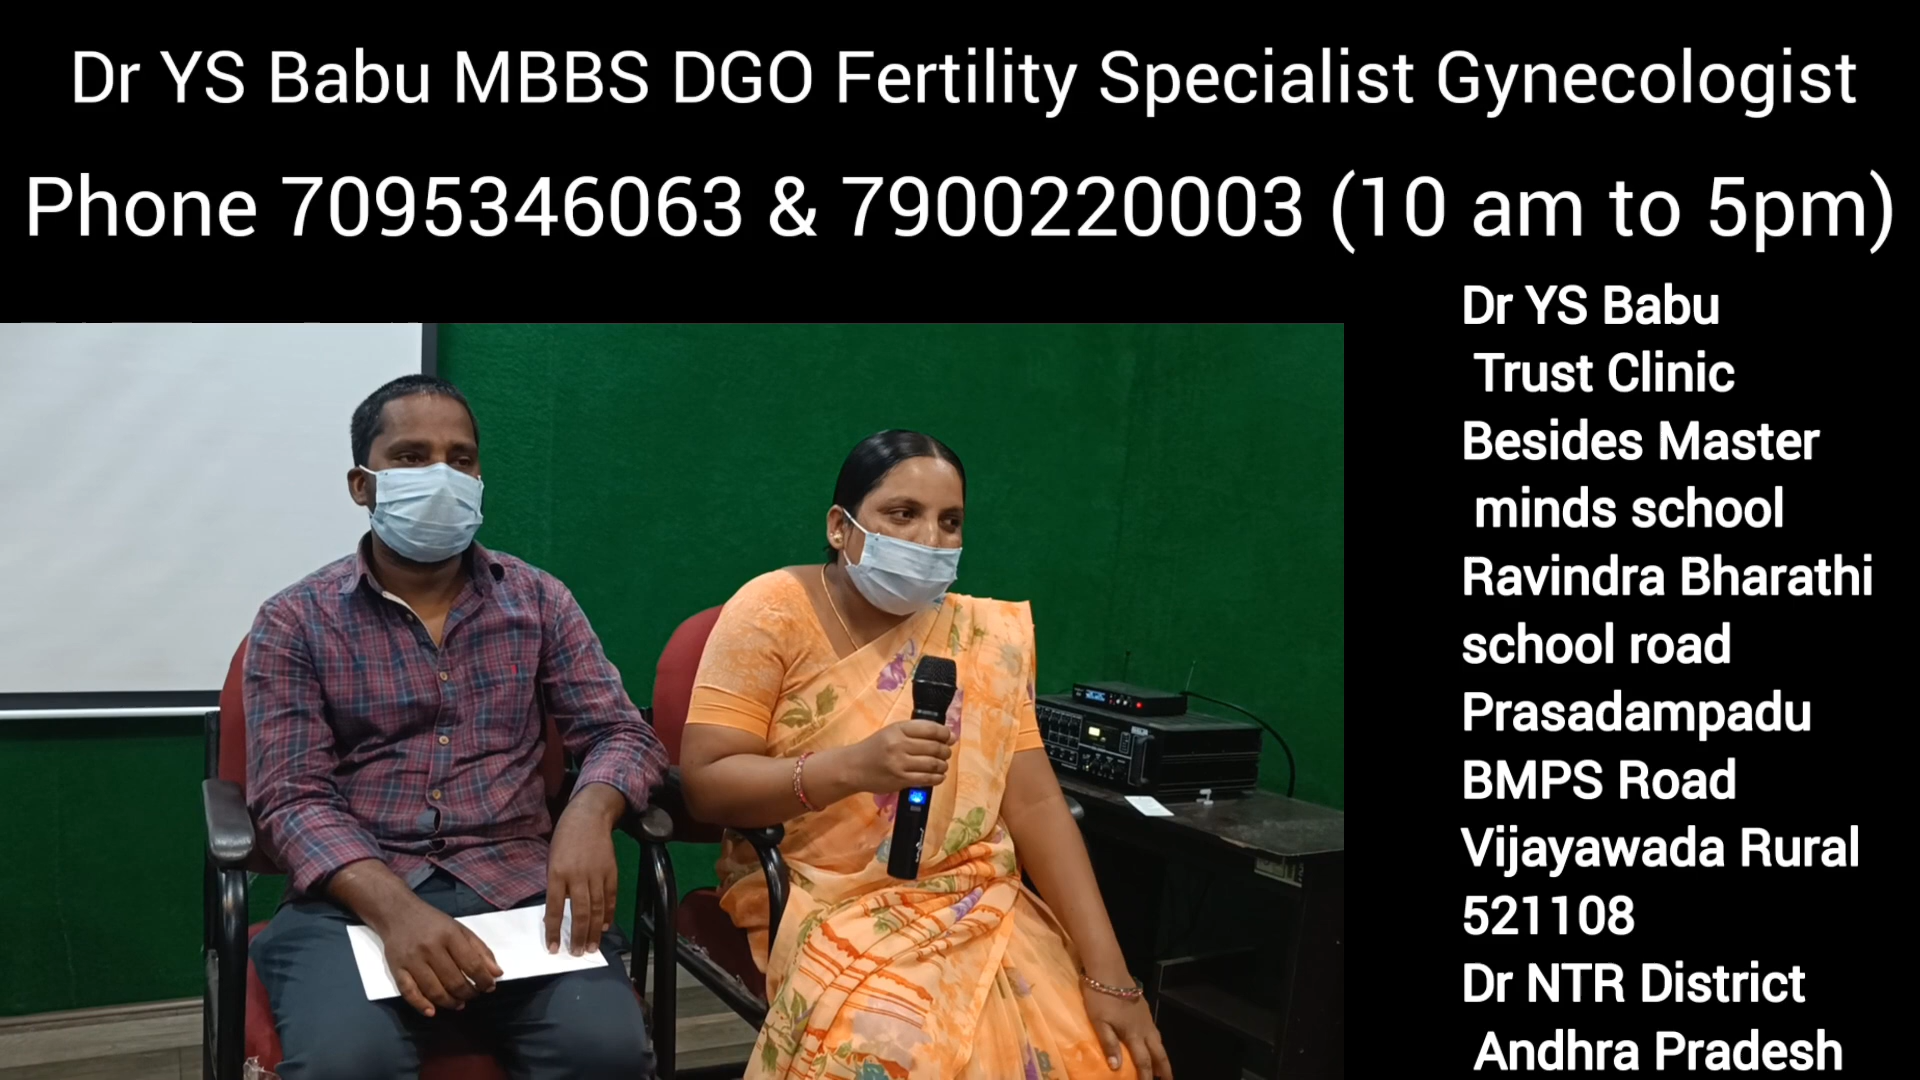 Dr YS Babu MBBS DGO Fertility Specialist Gynecologist
Phone 7095346063 & 7900220003 (10 am to 5pm)
Dr YS Babu
Trust Clinic
Besides Master
minds school
Ravindra Bharathi
school road
Prasadampadu
BMPS Road
Vijayawada Rural
521108
Dr NTR District
Andhra Pradesh